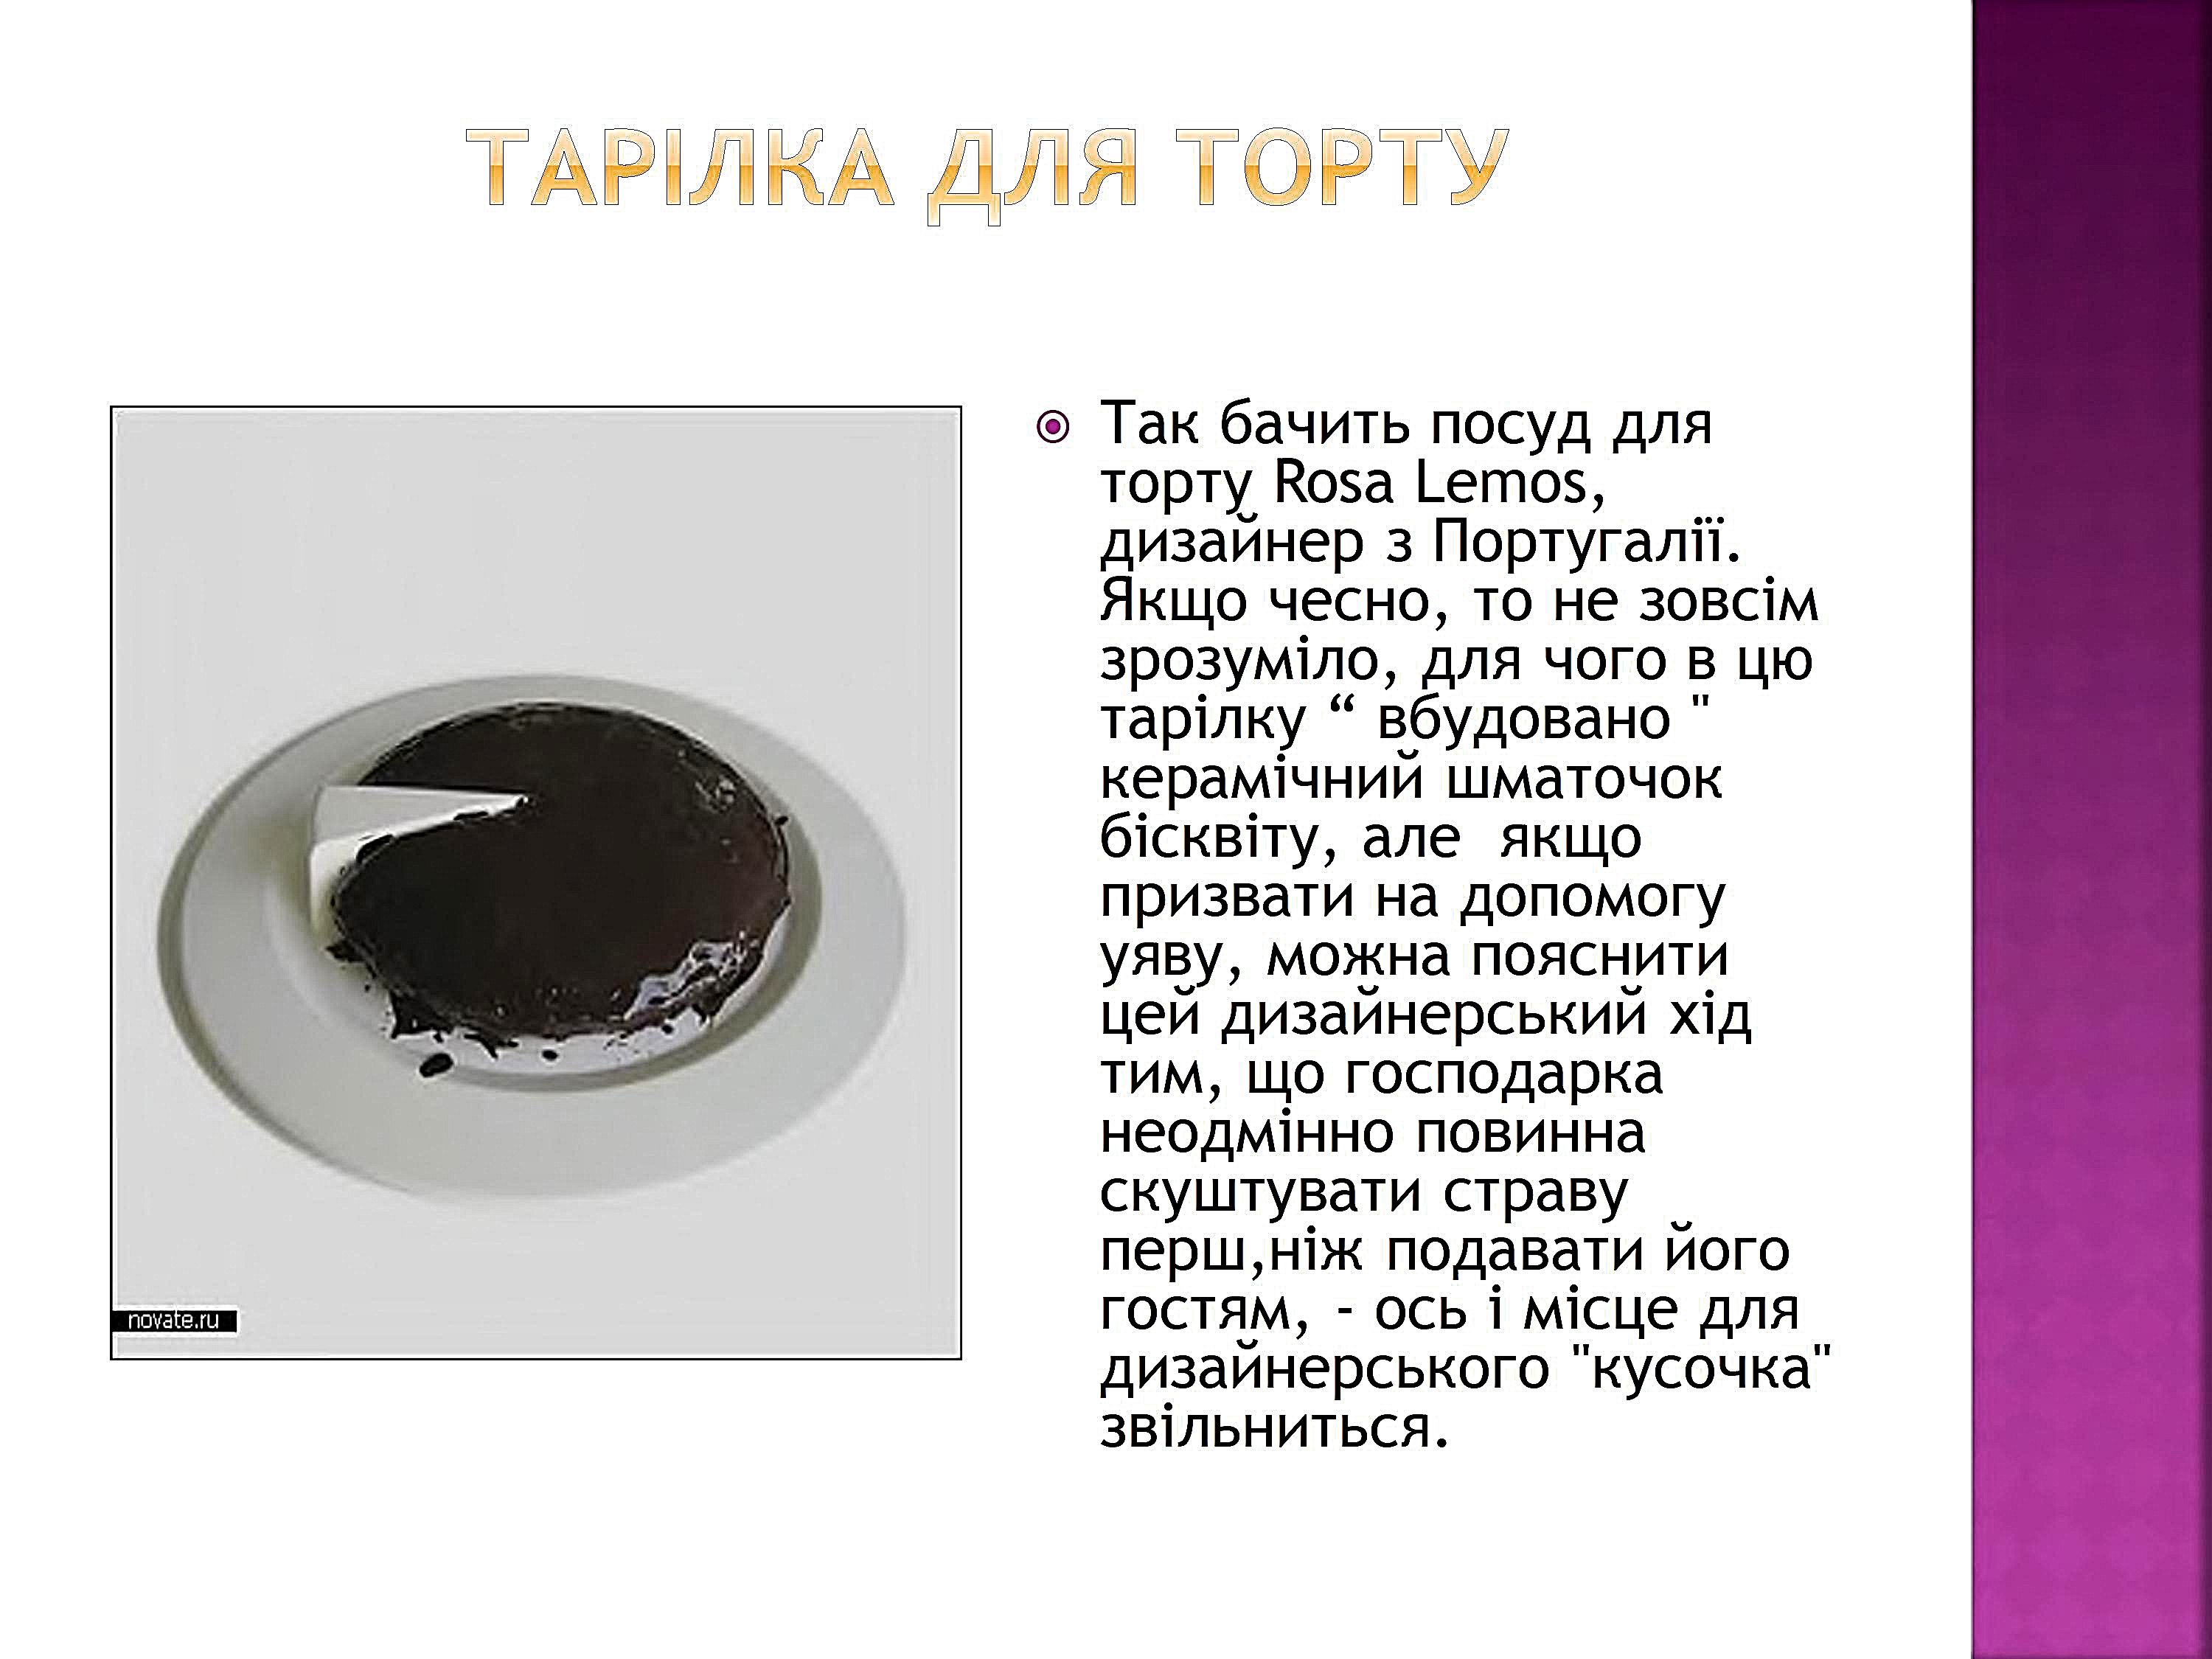 ТАРІЛКА ДЛЯ ТОРТУ
Так бачить посуд для
торту Rosa Lemos,
дизайнер з Португалії.
Якщо чесно, то не зовсім
зрозуміло, для чого в цю
тарілку “ вбудовано "
керамічний шматочок
бісквіту, але  якщо
призвати на допомогу
уяву, можна пояснити
цей дизайнерський хід
тим, що господарка
неодмінно повинна
скуштувати страву
перш,ніж подавати його
гостям, - ось і місце для
дизайнерського "кусочка"
звільниться.
novate.ru